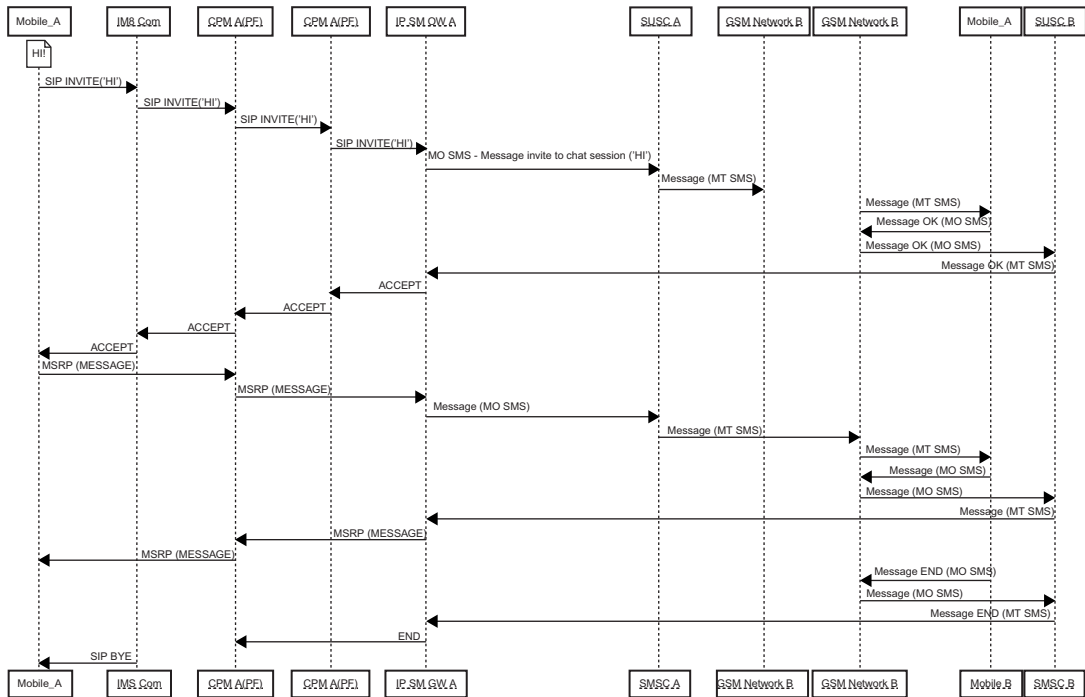 Mobile_A
IM8 Com
CPM A(PF)
CPM A(PF)
IP SM OW A
SUSC A
GSM Network B
GSM Network B
Mobile_A
SUSC B
HI!
SIP INVITE('HI')
SIP INVITE('HI')
SIP INVITE('HI')
SIP INVITE('HI')
MO SMS - Message invite to chat session ('HI')
Message (MT SMS)
Message (MT SMS)
Message OK (MO SMS)
Message OK (MO SMS)
Message OK (MT SMS)
ACCEPT
ACCEPT
ACCEPT
ACCEPT
MSRP (MESSAGE)
MSRP (MESSAGE)
Message (MO SMS)
Message (MT SMS)
Message (MT SMS)
Message (MO SMS)
Message (MO SMS)
Message (MT SMS)
MSRP (MESSAGE)
MSRP (MESSAGE)
Message END (MO SMS)
Message (MO SMS)
Message END (MT SMS)
END
SIP BYE
Mobile_A
IMS Com
CPM A(PF)
CPM A(PF)
IP SM GW A
SMSC A
GSM Network B
GSM Network B
Mobile B
SMSC B